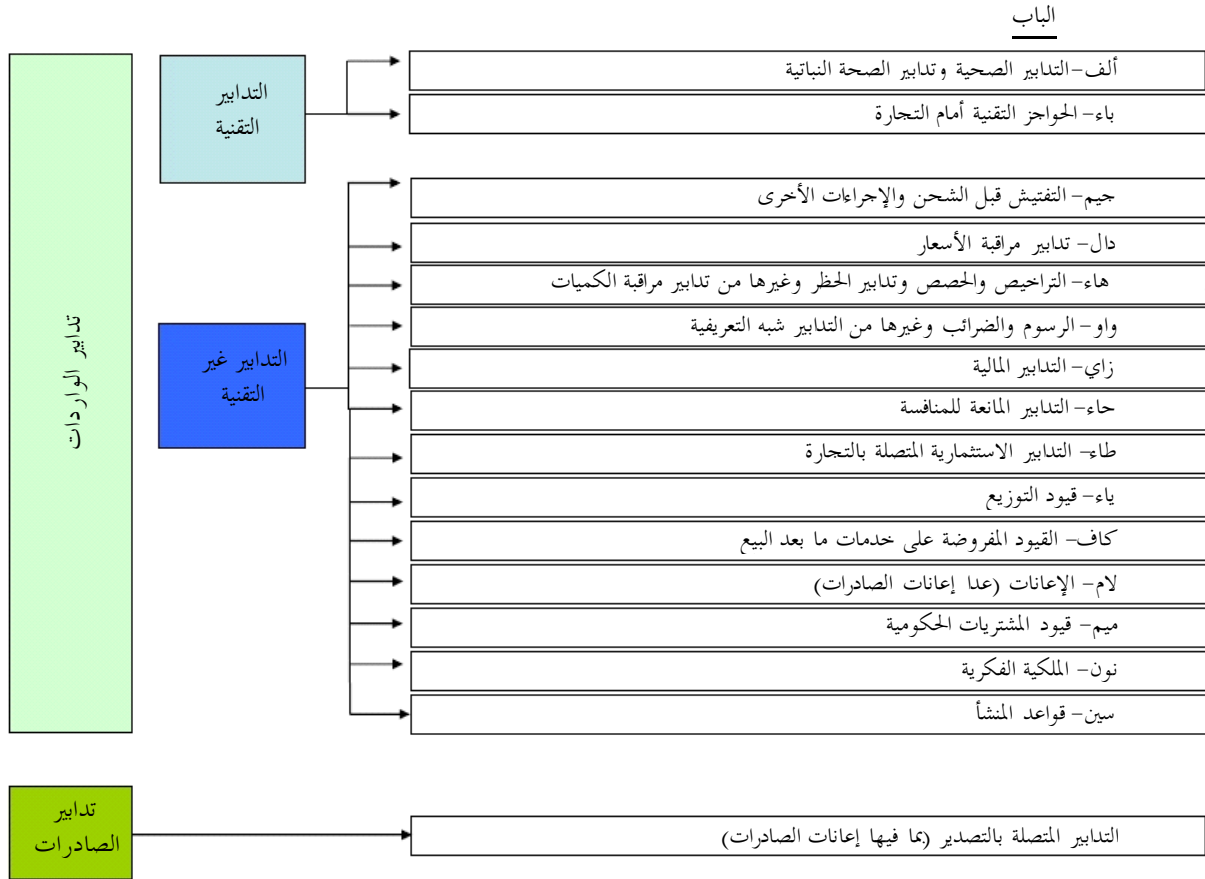 الباب
تدابير الواردات
التدابير
التقنية
ألف-التدابير الصحية وتدابير الصحة النباتية
باء- الحواجز التقنية أمام التجارة
التدابير غير
التقنية
جيم- التفتيش قبل الشحن والإجراءات الأخرى
دال- تدابير مراقبة الأسعار
هاء- التراخيص والحصص وتدابير الحظر وغيرها من تدابير مراقبة الكميات
واو- الرسوم والضرائب وغيرها من التدابير شبه التعريفية
زاي- التدابير المالية
حاء- التدابير المانعة للمنافسة
طاء- التدابير الاستثمارية المتصلة بالتجارة
ياء- قيود التوزيع
كاف- القيود المفروضة على خدمات ما بعد البيع
لام- الإعانات (عدا إعانات الصادرات)
ميم- قيود المشتريات الحكومية
نون- الملكية الفكرية
سين- قواعد المنشأ
تدابير
الصادرات
التدابير المتصلة بالتصدير (بما فيها إعانات الصادرات)